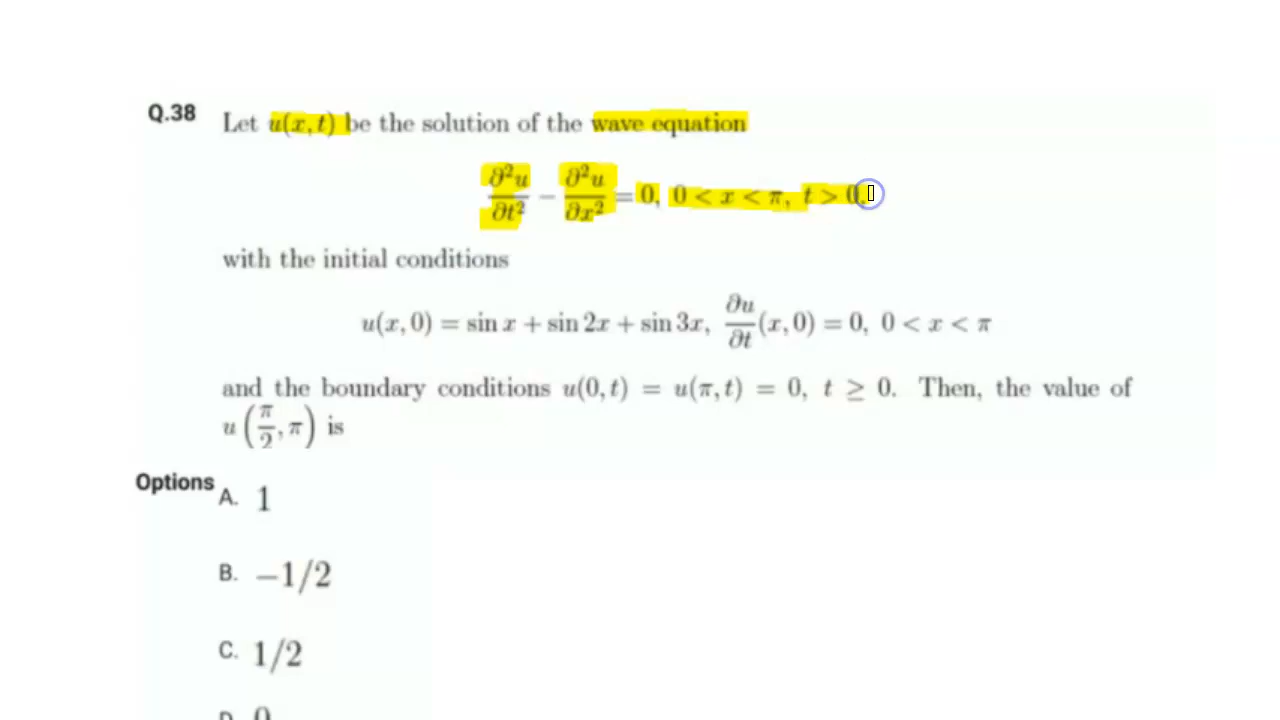 Q.38 Let u(x, t) be the solution of the wave equation
∂²u/∂t² − ∂²u/∂x² = 0, 0 < x < π, t > 0,
with the initial conditions
u(x, 0) = sin x + sin 2x + sin 3x, ∂u/∂t (x, 0) = 0, 0 < x < π
and the boundary conditions u(0, t) = u(π, t) = 0, t ≥ 0. Then, the value of
u (π/2, π) is
Options A. 1
B. −1/2
C. 1/2
D. 0